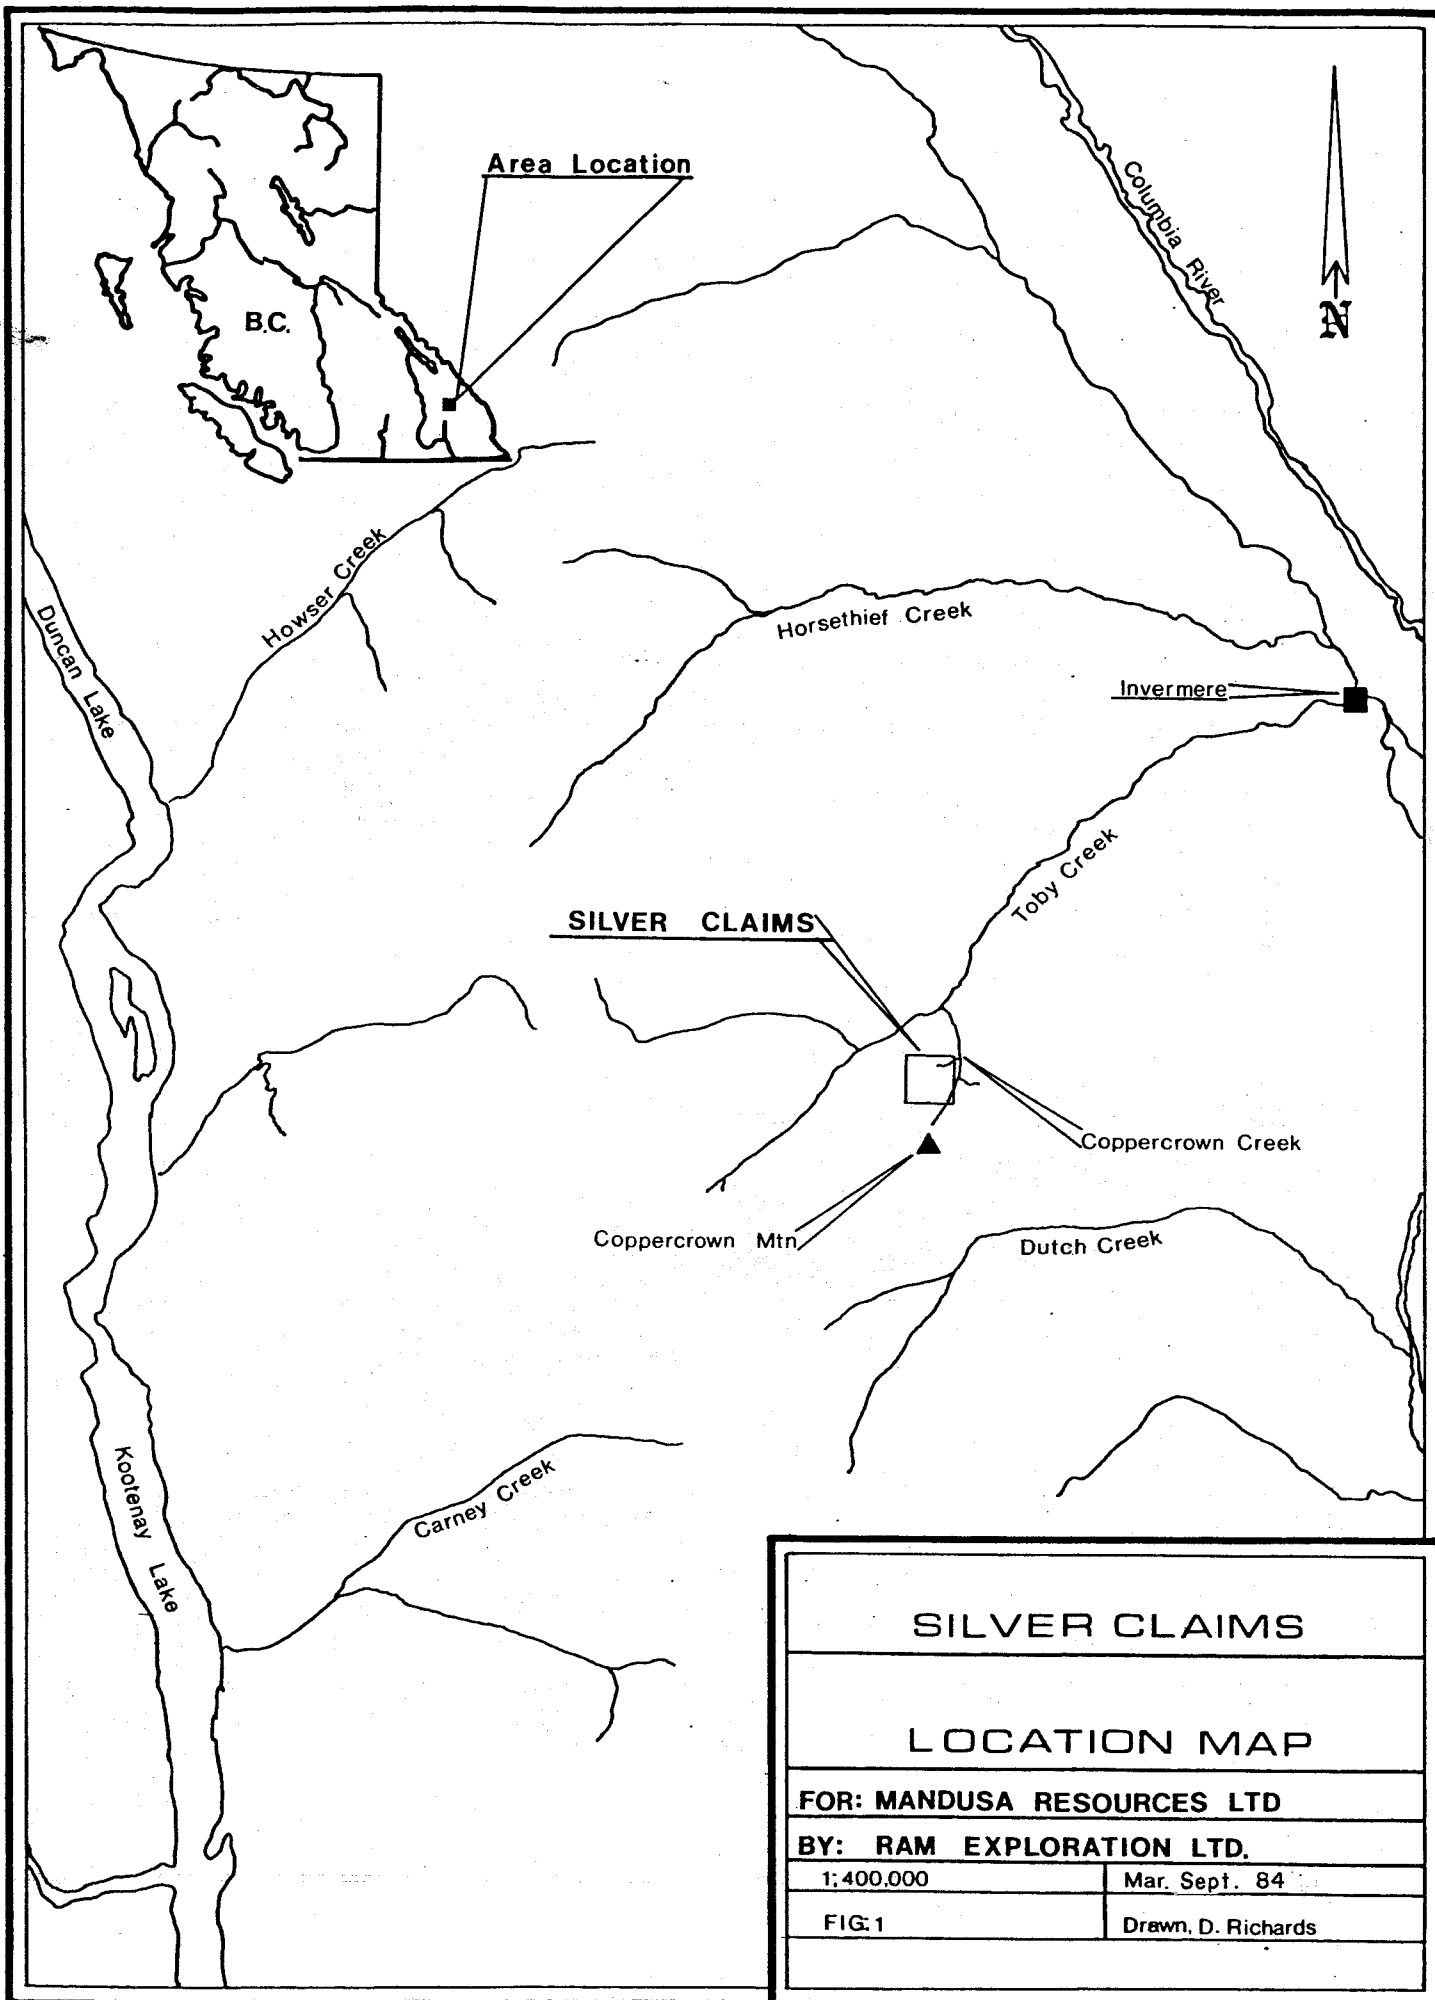 Area Location
B.C.
Columbia River
N
Howser Creek
Duncan Lake
Horsethief Creek
Invermere
Toby Creek
SILVER CLAIMS
Coppercrown Creek
Coppercrown Mtn
Dutch Creek
Kootenay Lake
Carney Creek
SILVER CLAIMS
LOCATION MAP
FOR: MANDUSA RESOURCES LTD
BY: RAM EXPLORATION LTD.
1;400,000
Mar. Sept. 84
FIG:1
Drawn, D. Richards